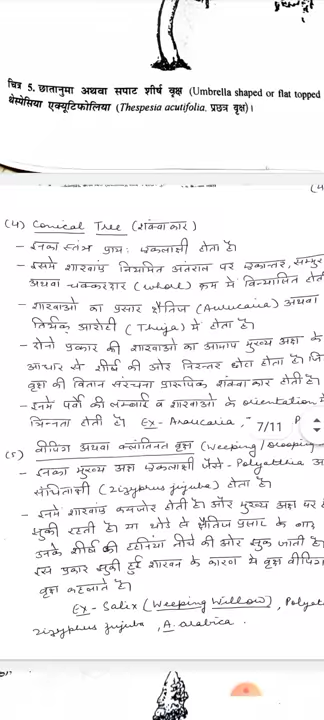 चित्र 5. छातानुमा अथवा सपाट शीर्ष वृक्ष (Umbrella shaped or flat topped
थेस्पेसिया एक्यूटिफोलिया (Thespesia acutifolia, प्रछत्र वृक्ष)।
(4) Conical Tree (शंक्वाकार)
- इनका स्तंभ प्रायः एकलाक्षी होता है।
- इसमें शाखाएं नियमित अंतराल पर एकान्तर, सम्मुख
अथवा चक्करदार (whorl) क्रम में विन्यासित होती
- शाखाओं का प्रसार क्षैतिज (Aurucaria) अथवा
तिर्यक आरोही (Thuja) में होता है।
- दोनो प्रकार की शाखाओं का आमाप मुख्य अक्ष के
आधार से शीर्ष की ओर निरन्तर छोटा होता है। जि
वृक्ष की वितान संरचना प्रारूपिक शंक्वाकार होती है।
- इनमें पर्वो की लम्बाई व शाखाओं के orientation में
भिन्नता होती है। Ex - Araucaria,
7/11
(5) वीपिंग अथवा क्लांतिनत वृक्ष (Weeping/Drooping
- इनका मुख्य अक्ष एकलाक्षी जैसे - Polyalthia अ
संधिताक्षी (Zizyphus jujuba) होता है।
- इनमें शाखाएं कमजोर होती है। और मुख्य अक्ष पर ही
झुकी रहती है। या थोडे से क्षैतिज प्रसार के बाद
उनके शीर्ष की टहनियां नीचे की ओर झुक जाती है।
इस प्रकार झुकी हुई शाखन के कारण ये वृक्ष वीपिंग
वृक्ष कहलाते है।
Ex - Salix (Weeping Willow), Polyalt
Zizyphus jujuba, A. arabica.